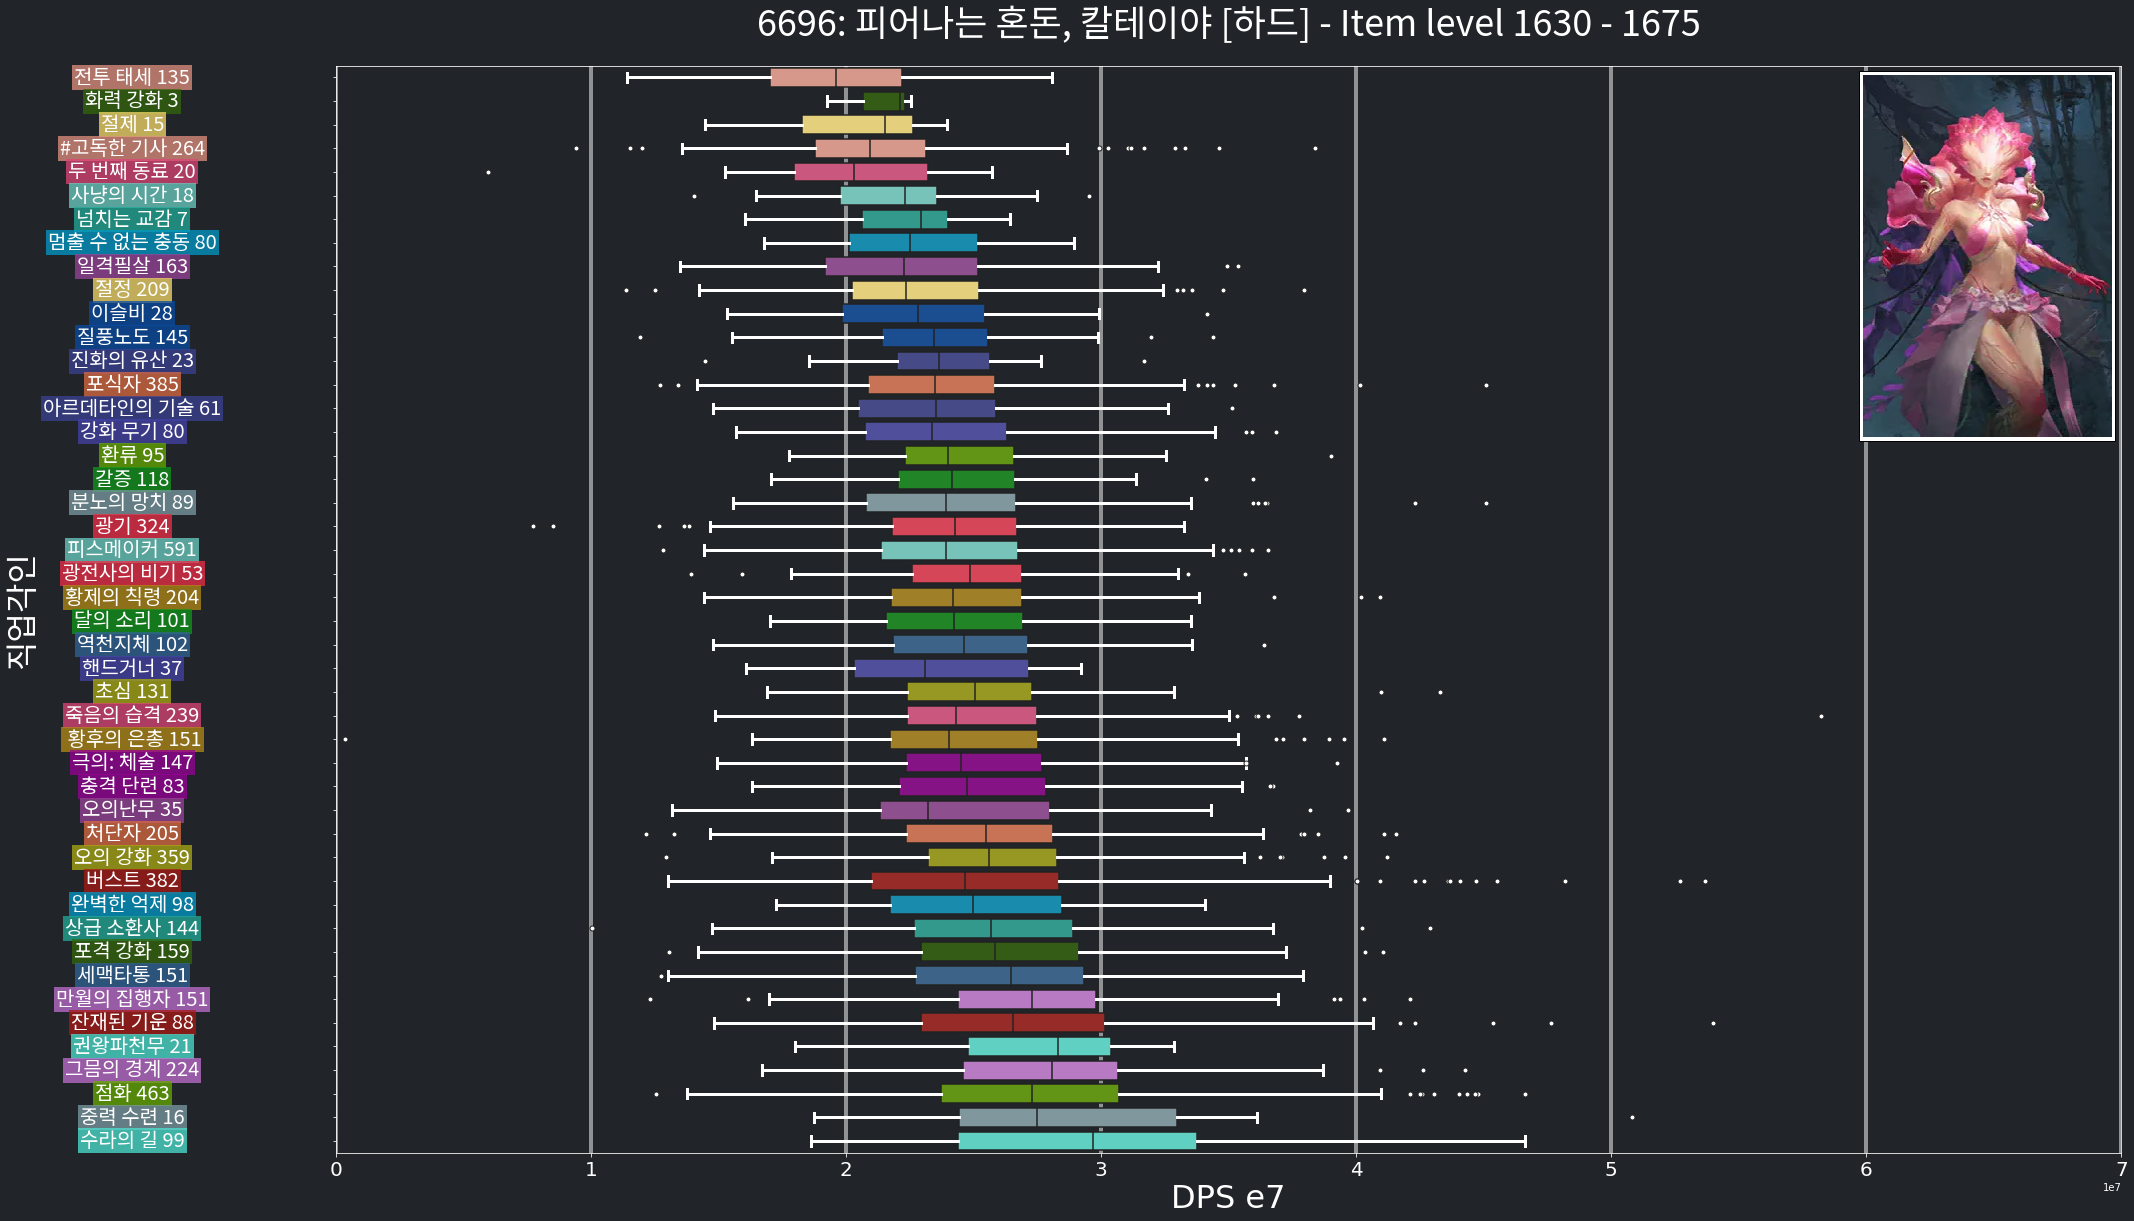 6696: 피어나는 혼돈, 칼테이야 [하드] - Item level 1630 - 1675
직업각인
전투 태세 135
화력 강화 3
절제 15
#고독한 기사 264
두 번째 동료 20
사냥의 시간 18
넘치는 교감 7
멈출 수 없는 충동 80
일격필살 163
절정 209
이슬비 28
질풍노도 145
진화의 유산 23
포식자 385
아르데타인의 기술 61
강화 무기 80
환류 95
갈증 118
분노의 망치 89
광기 324
피스메이커 591
광전사의 비기 53
황제의 칙령 204
달의 소리 101
역천지체 102
핸드거너 37
초심 131
죽음의 습격 239
황후의 은총 151
극의: 체술 147
충격 단련 83
오의난무 35
처단자 205
오의 강화 359
버스트 382
완벽한 억제 98
상급 소환사 144
포격 강화 159
세맥타통 151
만월의 집행자 151
잔재된 기운 88
권왕파천무 21
그믐의 경계 224
점화 463
중력 수련 16
수라의 길 99
0 1 2 3 4 5 6 7
1e7
DPS e7